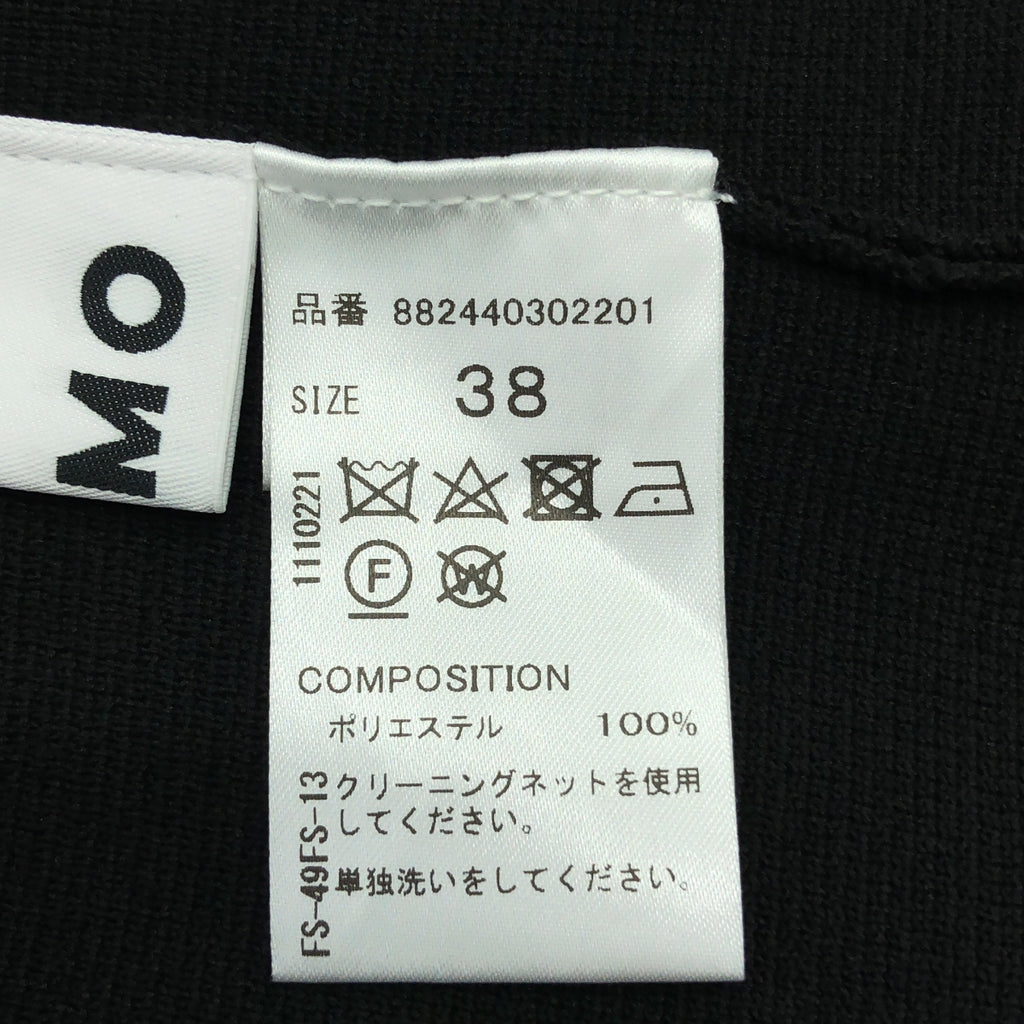 MO
品番 882440302201
SIZE 38
1110221
F
W
COMPOSITION
ポリエステル 100%
クリーニングネットを使用
してください。
単独洗いをしてください。
FS-49FS-13